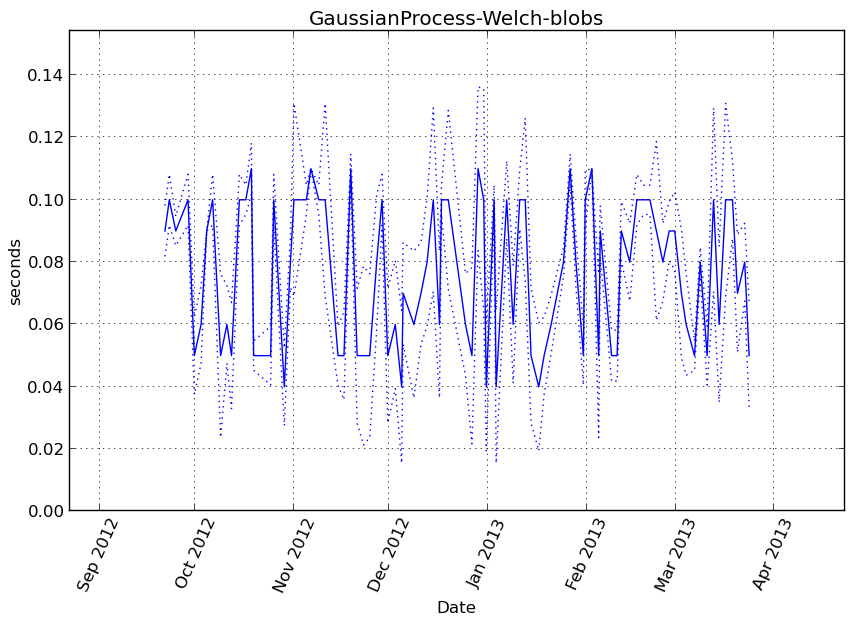 GaussianProcess-Welch-blobs
0.14
0.12
0.10
0.08
0.06
0.04
0.02
0.00
seconds
Sep 2012
Oct 2012
Nov 2012
Dec 2012
Jan 2013
Feb 2013
Mar 2013
Apr 2013
Date